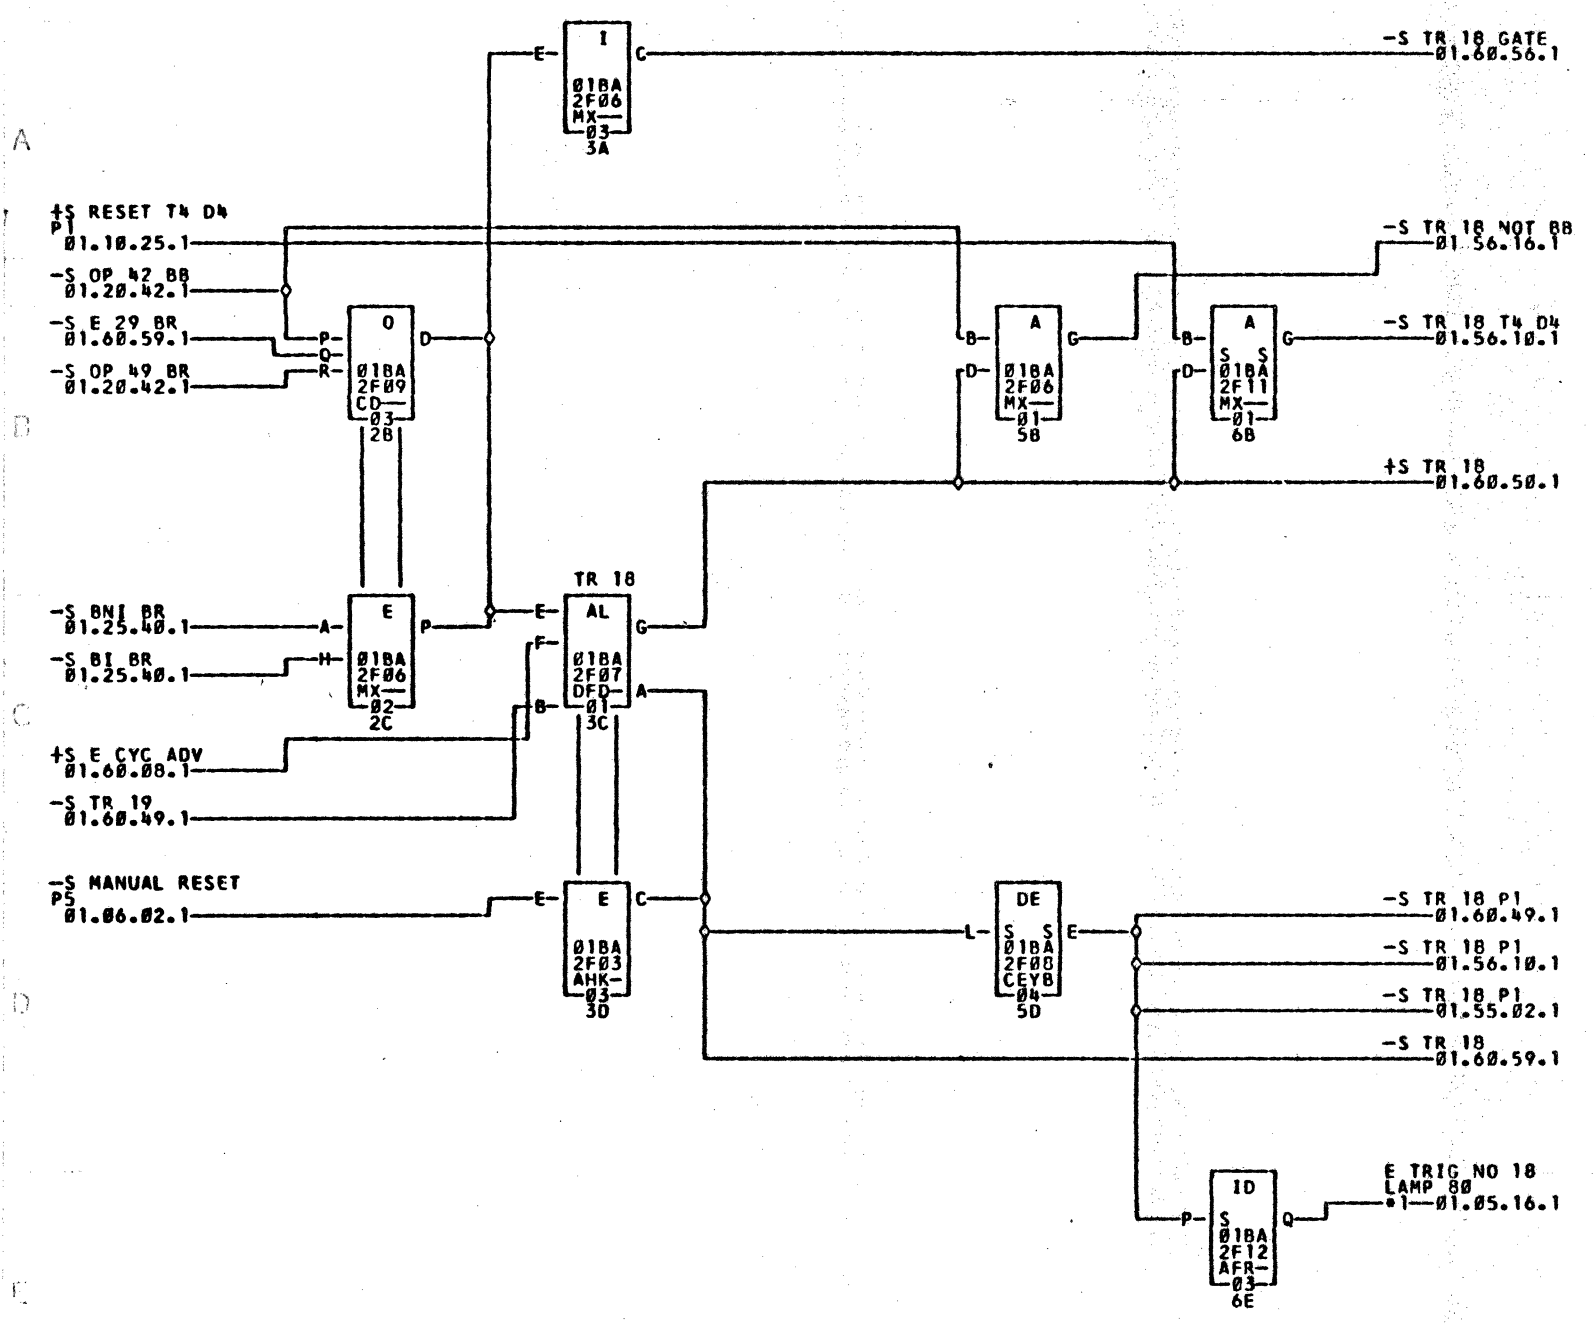 -S TR 18 GATE
01.60.56.1
E I C
01BA
2F06
MX—
03
3A
A
+S RESET T4 D4
P1
01.10.25.1
-S OP 42 BB
01.20.42.1
-S E 29 BR
01.60.59.1
-S OP 49 BR
01.20.42.1
P O D
Q
R 01BA
2F09
CD—
03
2B
B A G
D 01BA
2F06
MX—
01
5B
B A G
S S
D 01BA
2F11
MX—
01
6B
-S TR 18 NOT BB
01.56.16.1
-S TR 18 T4 D4
01.56.10.1
+S TR 18
01.60.50.1
B
-S BNI BR
01.25.40.1
-S BI BR
01.25.40.1
A E P
H 01BA
2F06
MX—
02
2C
TR 18
E AL G
F
01BA
2F07
DFD- A
B 01
3C
C
+S E CYC ADV
01.60.08.1
-S TR 19
01.60.49.1
-S MANUAL RESET
P5
01.06.02.1
E E C
01BA
2F03
AHK-
03
3D
DE
L S S E
01BA
2F08
CEYB
04
5D
-S TR 18 P1
01.60.49.1
-S TR 18 P1
01.56.10.1
-S TR 18 P1
01.55.02.1
-S TR 18
01.60.59.1
D
ID
P S Q
01BA
2F12
AFR-
03
6E
E TRIG NO 18
LAMP 80
*1—01.05.16.1
E